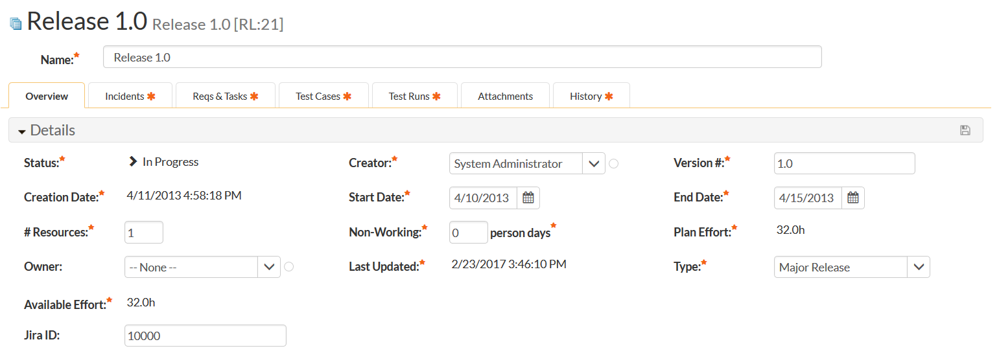 Release 1.0 Release 1.0 [RL:21]
Name:* Release 1.0
Overview Incidents * Reqs & Tasks * Test Cases * Test Runs * Attachments History *
Details
Status:* In Progress Creator:* System Administrator Version #:* 1.0
Creation Date:* 4/11/2013 4:58:18 PM Start Date:* 4/10/2013 End Date:* 4/15/2013
# Resources:* 1 Non-Working:* 0 person days* Plan Effort:* 32.0h
Owner: -- None -- Last Updated:* 2/23/2017 3:46:10 PM Type:* Major Release
Available Effort:* 32.0h
Jira ID: 10000